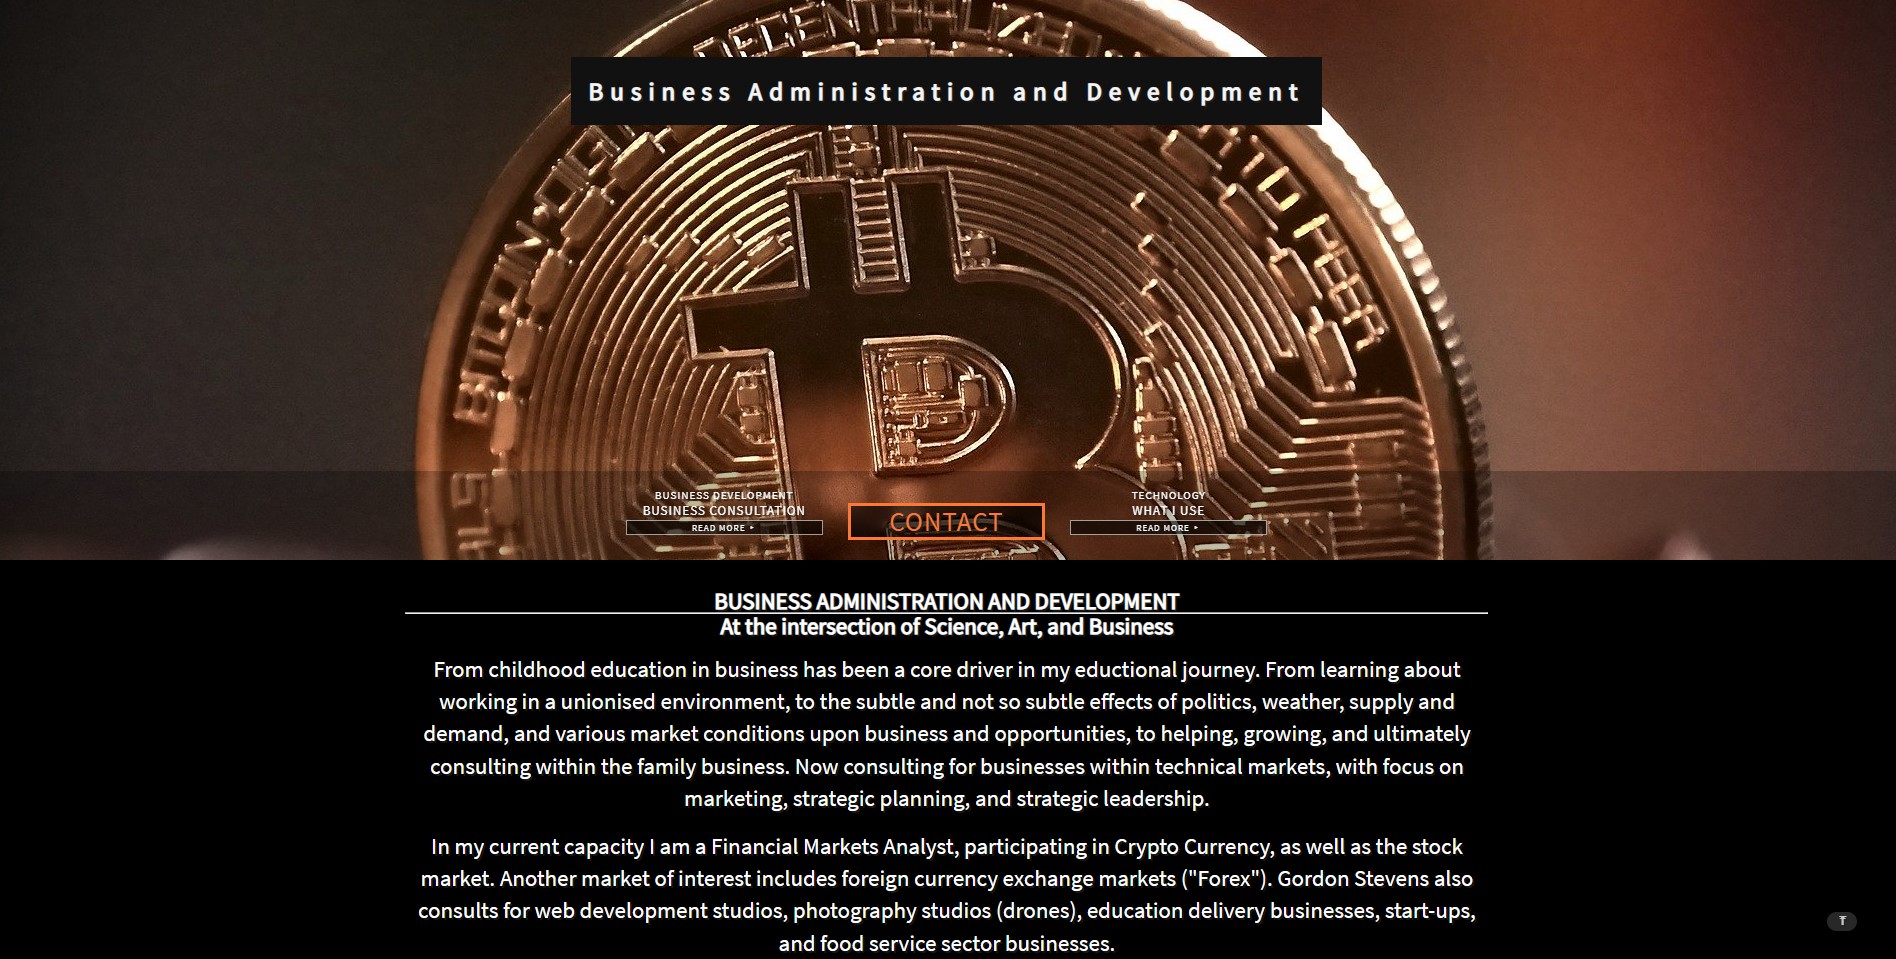 DECENTRALIZED
Business Administration and Development
BUSINESS DEVELOPMENT
BUSINESS CONSULTATION
READ MORE
CONTACT
TECHNOLOGY
WHAT I USE
READ MORE
BUSINESS ADMINISTRATION AND DEVELOPMENT
At the intersection of Science, Art, and Business
From childhood education in business has been a core driver in my eductional journey. From learning about
working in a unionised environment, to the subtle and not so subtle effects of politics, weather, supply and
demand, and various market conditions upon business and opportunities, to helping, growing, and ultimately
consulting within the family business. Now consulting for businesses within technical markets, with focus on
marketing, strategic planning, and strategic leadership.
In my current capacity I am a Financial Markets Analyst, participating in Crypto Currency, as well as the stock
market. Another market of interest includes foreign currency exchange markets ("Forex"). Gordon Stevens also
consults for web development studios, photography studios (drones), education delivery businesses, start-ups,
and food service sector businesses.